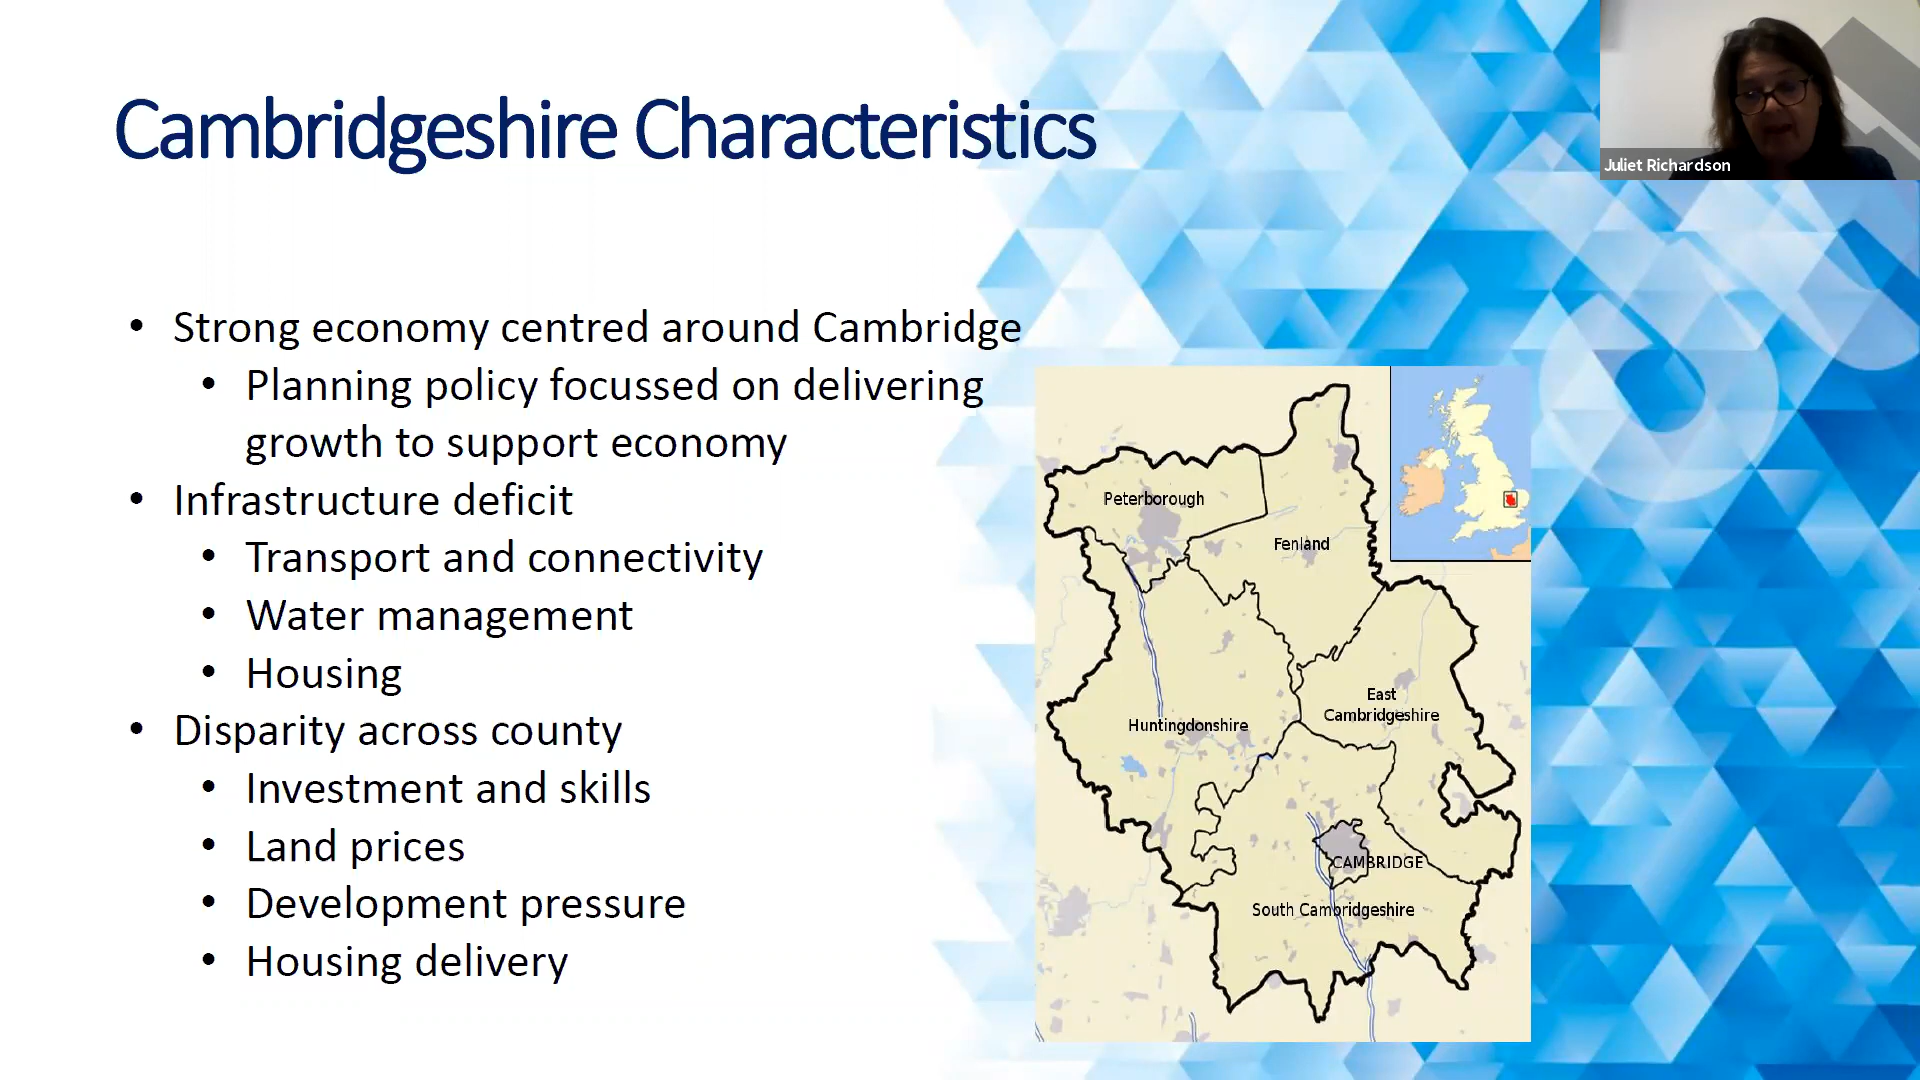 Cambridgeshire Characteristics
Juliet Richardson
• Strong economy centred around Cambridge
• Planning policy focussed on delivering
growth to support economy
• Infrastructure deficit
• Transport and connectivity
• Water management
• Housing
• Disparity across county
• Investment and skills
• Land prices
• Development pressure
• Housing delivery
Peterborough
Fenland
East
Cambridgeshire
Huntingdonshire
CAMBRIDGE
South Cambridgeshire